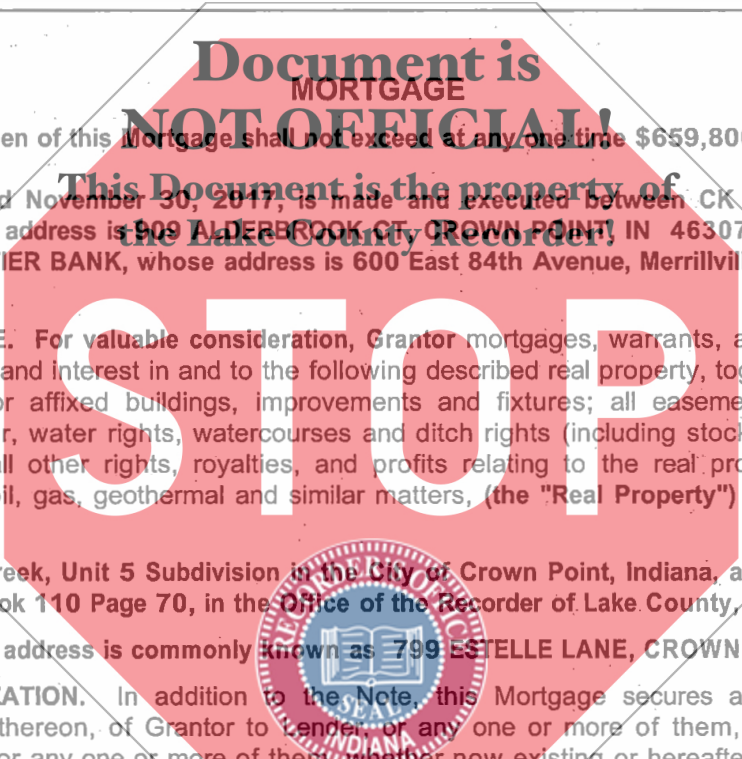 Document is
MORTGAGE
NOT OFFICIAL!
en of this Mortgage shall not exceed at any one time $659,80
This Document is the property of
d November 30, 2017, is made and executed between CK
the Lake County Recorder!
address is 909 ALDERBROOK CT, CROWN POINT, IN 46307
IER BANK, whose address is 600 East 84th Avenue, Merrillvil
STOP
E. For valuable consideration, Grantor mortgages, warrants, a
and interest in and to the following described real property, tog
or affixed buildings, improvements and fixtures; all easeme
r, water rights, watercourses and ditch rights (including stock
ll other rights, royalties, and profits relating to the real pro
oil, gas, geothermal and similar matters, (the "Real Property")
reek, Unit 5 Subdivision in the City of Crown Point, Indiana, a
ok 110 Page 70, in the Office of the Recorder of Lake County,
address is commonly known as 799 ESTELLE LANE, CROWN
ZATION. In addition to the Note, this Mortgage secures a
thereon, of Grantor to Lender, or any one or more of them,
or any one or more of them, whether now existing or hereafte
SEAL
INDIANA